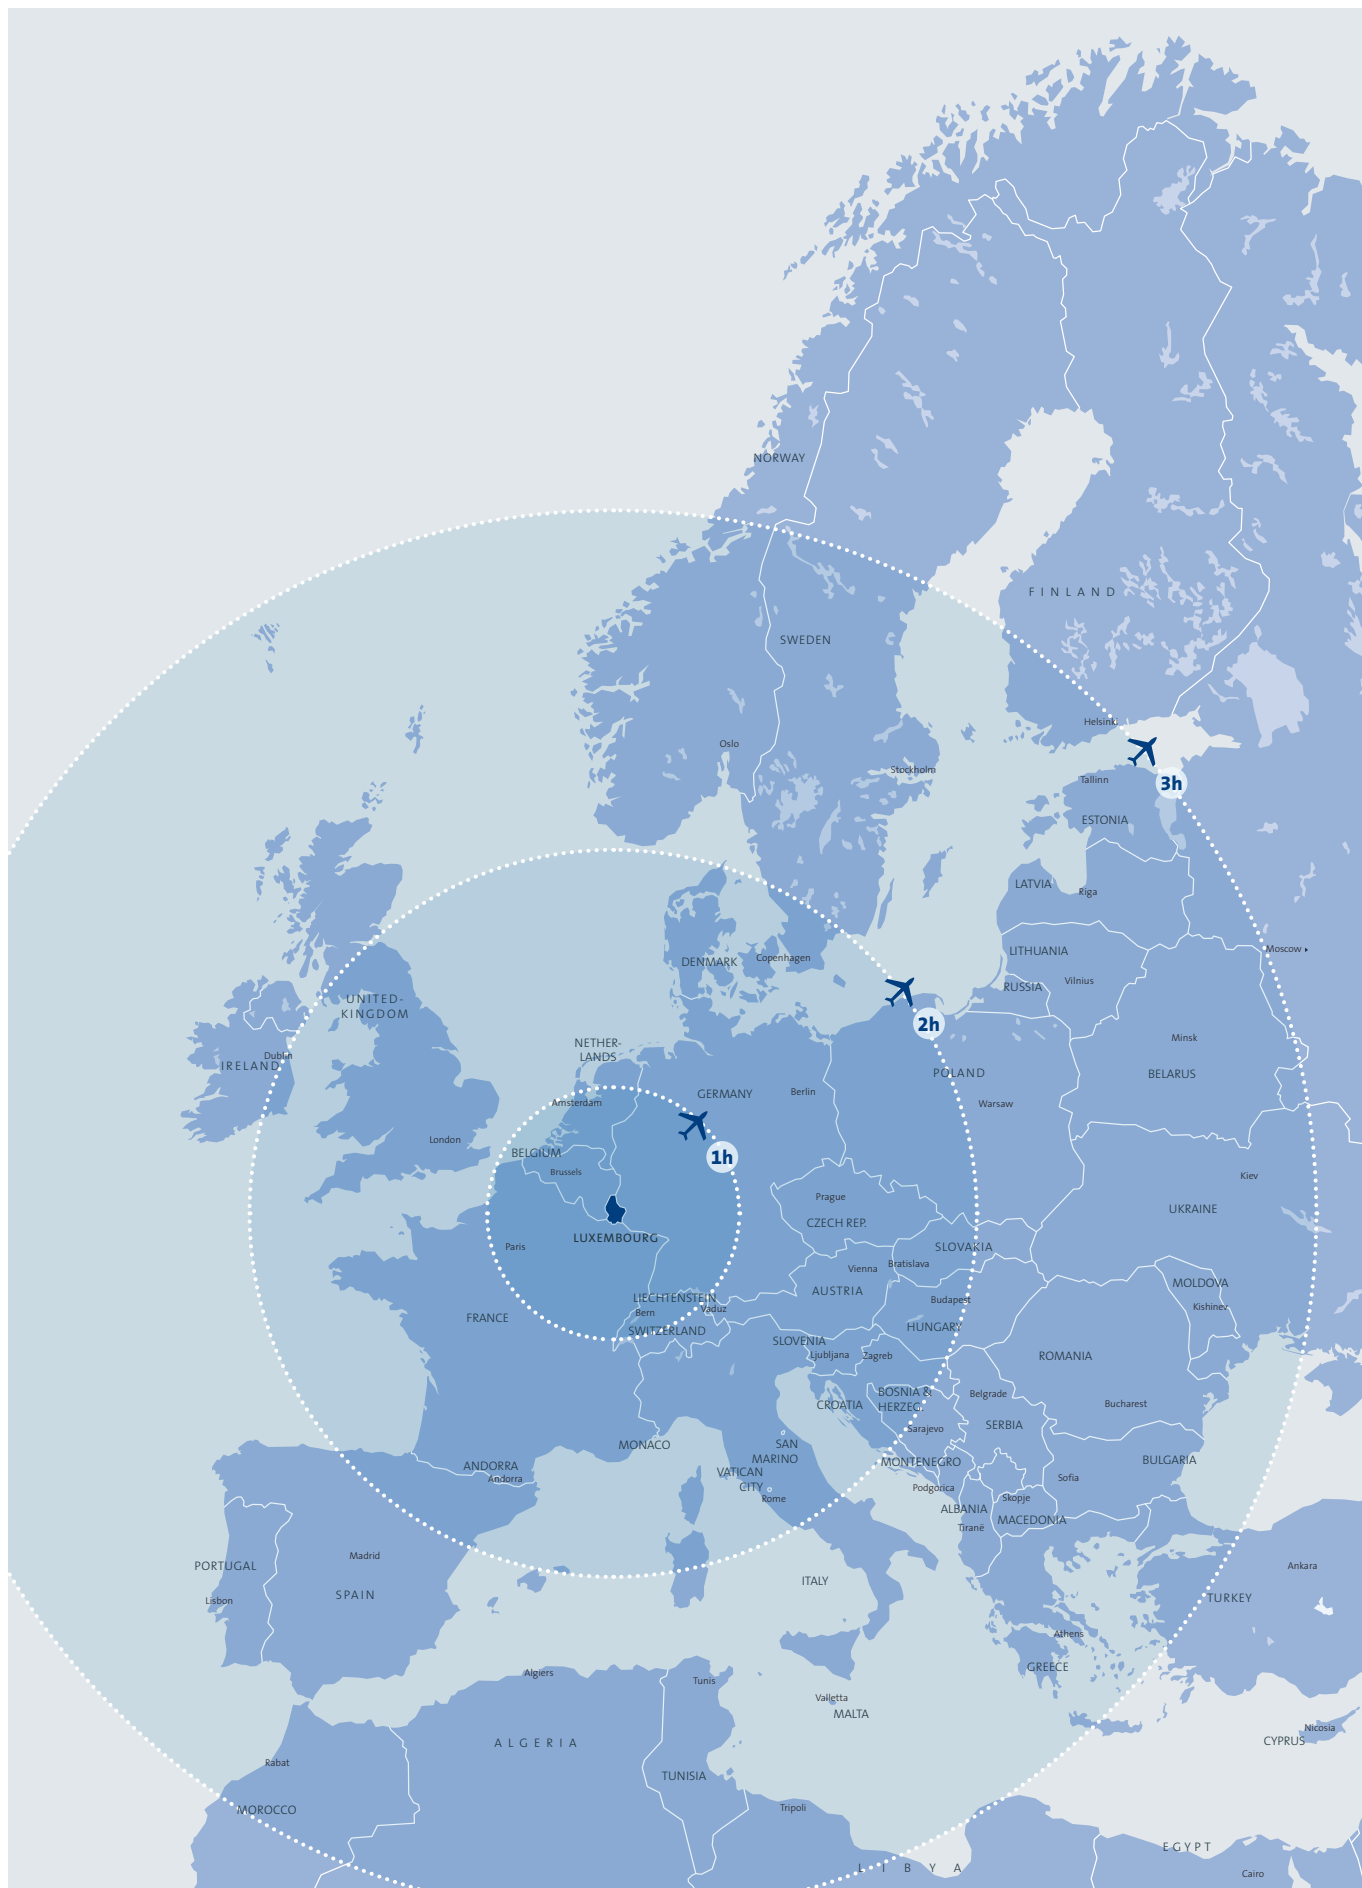 NORWAY
FINLAND
SWEDEN
Helsinki
Oslo
Stockholm
Tallinn
3h
ESTONIA
LATVIA
Riga
Moscow
LITHUANIA
DENMARK
Copenhagen
Vilnius
RUSSIA
UNITED-
KINGDOM
2h
Minsk
NETHER-
LANDS
Dublin
IRELAND
POLAND
BELARUS
GERMANY
Berlin
Amsterdam
Warsaw
London
BELGIUM
1h
Brussels
Kiev
Prague
UKRAINE
CZECH REP.
LUXEMBOURG
Paris
SLOVAKIA
Vienna
Bratislava
MOLDOVA
AUSTRIA
LIECHTENSTEIN
Budapest
Bern
Vaduz
Kishinev
FRANCE
SWITZERLAND
HUNGARY
SLOVENIA
Ljubljana
Zagreb
ROMANIA
BOSNIA &
HERZEG.
Belgrade
CROATIA
Bucharest
Sarajevo
SERBIA
MONACO
SAN
MARINO
MONTENEGRO
BULGARIA
ANDORRA
Andorra
VATICAN
CITY
Sofia
Podgorica
Rome
Skopje
ALBANIA
MACEDONIA
Tiranë
Madrid
PORTUGAL
Ankara
ITALY
SPAIN
Lisbon
TURKEY
Athens
GREECE
Algiers
Tunis
Valletta
MALTA
Nicosia
CYPRUS
ALGERIA
Rabat
TUNISIA
MOROCCO
Tripoli
EGYPT
LIBYA
Cairo